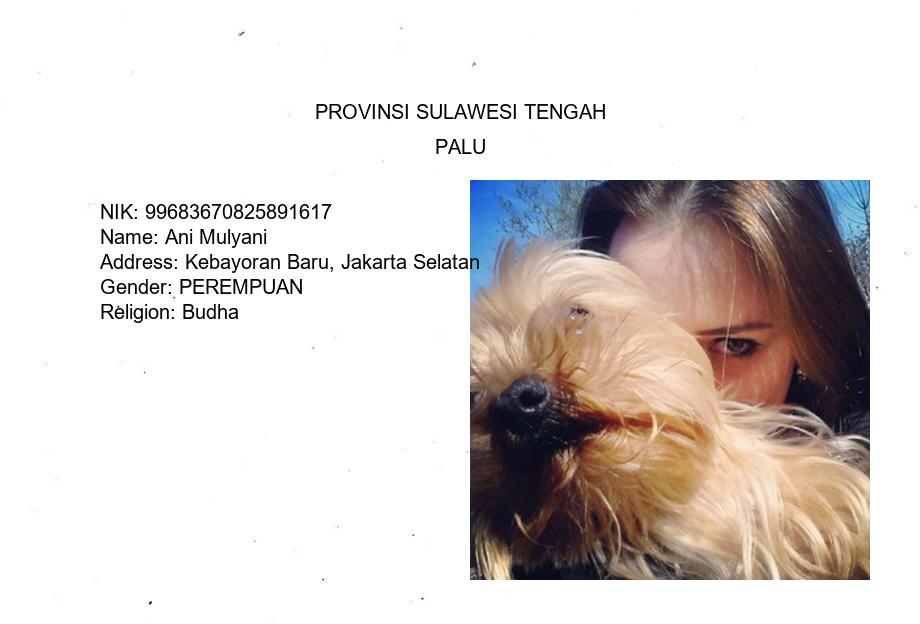 PROVINSI SULAWESI TENGAH
PALU
NIK: 99683670825891617
Name: Ani Mulyani
Address: Kebayoran Baru, Jakarta Selatan
Gender: PEREMPUAN
Religion: Budha